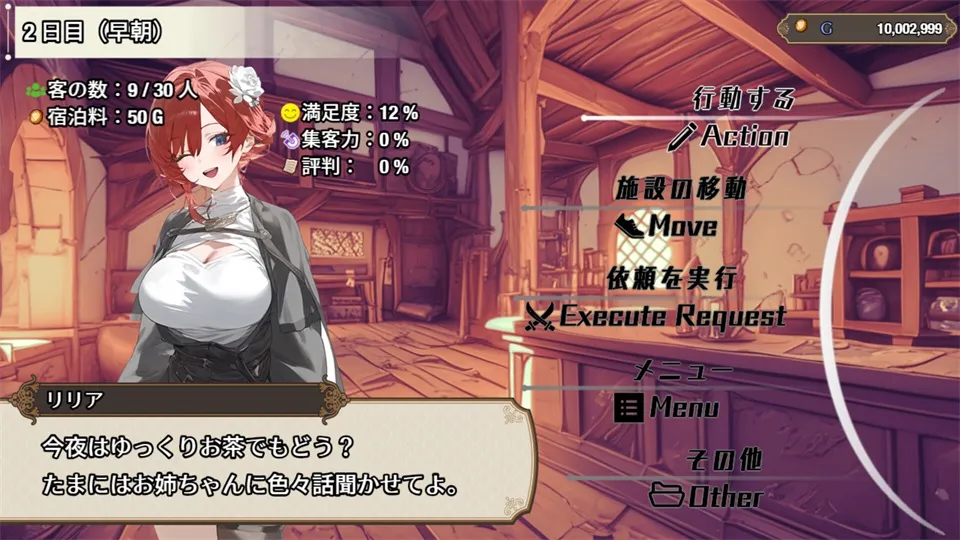 2日目（早朝）
G 10,002,999
客の数：9 / 30 人
宿泊料：50 G
満足度：12 %
集客力：0 %
評判： 0 %
行動する
Action
施設の移動
Move
依頼を実行
Execute Request
メニュー
Menu
その他
Other
リリア
今夜はゆっくりお茶でもどう？
たまにはお姉ちゃんに色々話聞かせてよ。